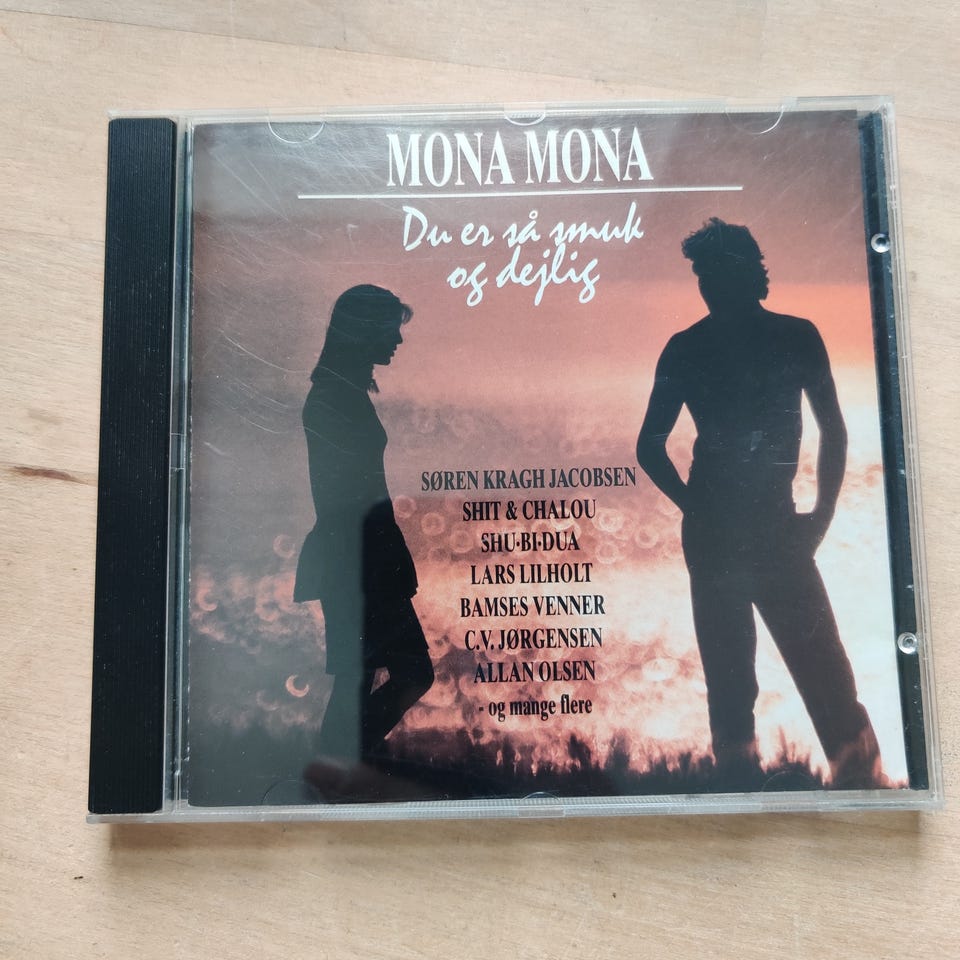 MONA MONA
Du er så smuk
og dejlig
SØREN KRAGH JACOBSEN
SHIT & CHALOU
SHU•BI•DUA
LARS LILHOLT
BAMSES VENNER
C.V. JØRGENSEN
ALLAN OLSEN
- og mange flere